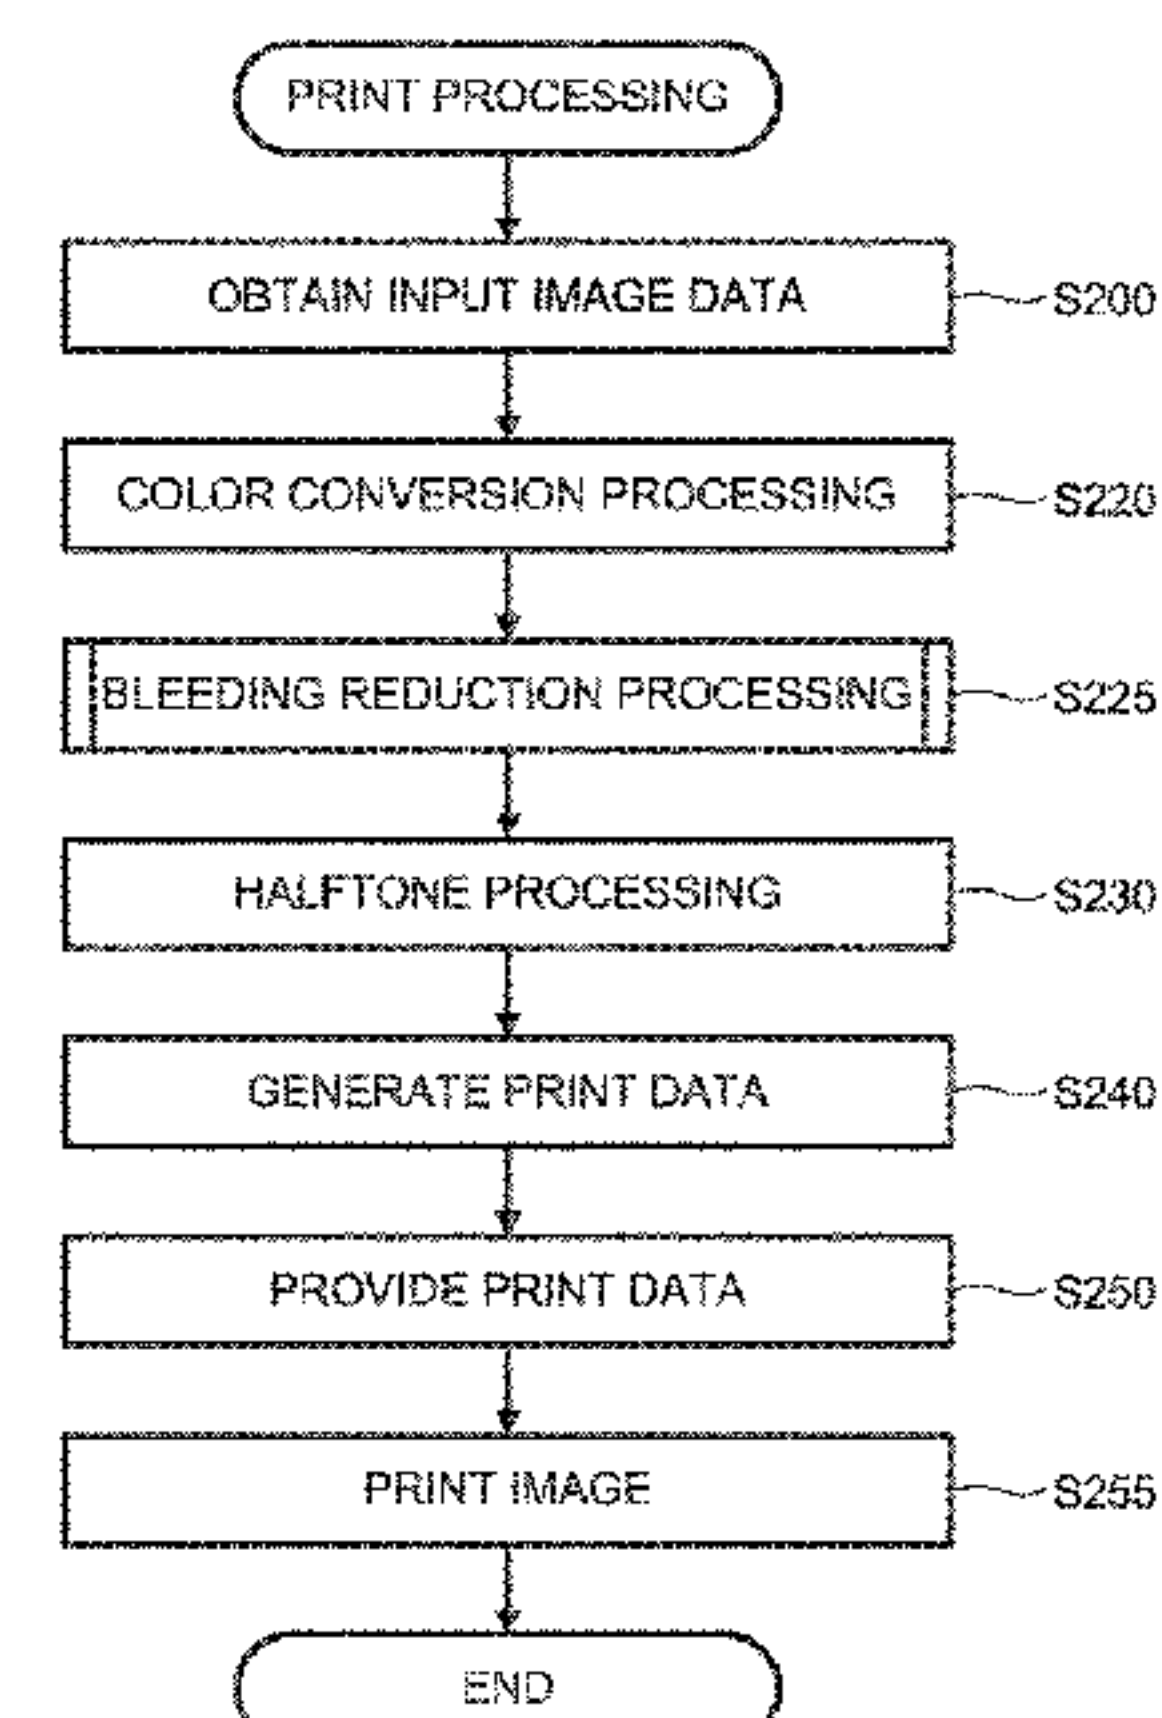 PRINT PROCESSING
OBTAIN INPUT IMAGE DATA
S200
COLOR CONVERSION PROCESSING
S220
BLEEDING REDUCTION PROCESSING
S225
HALFTONE PROCESSING
S230
GENERATE PRINT DATA
S240
PROVIDE PRINT DATA
S250
PRINT IMAGE
S255
END